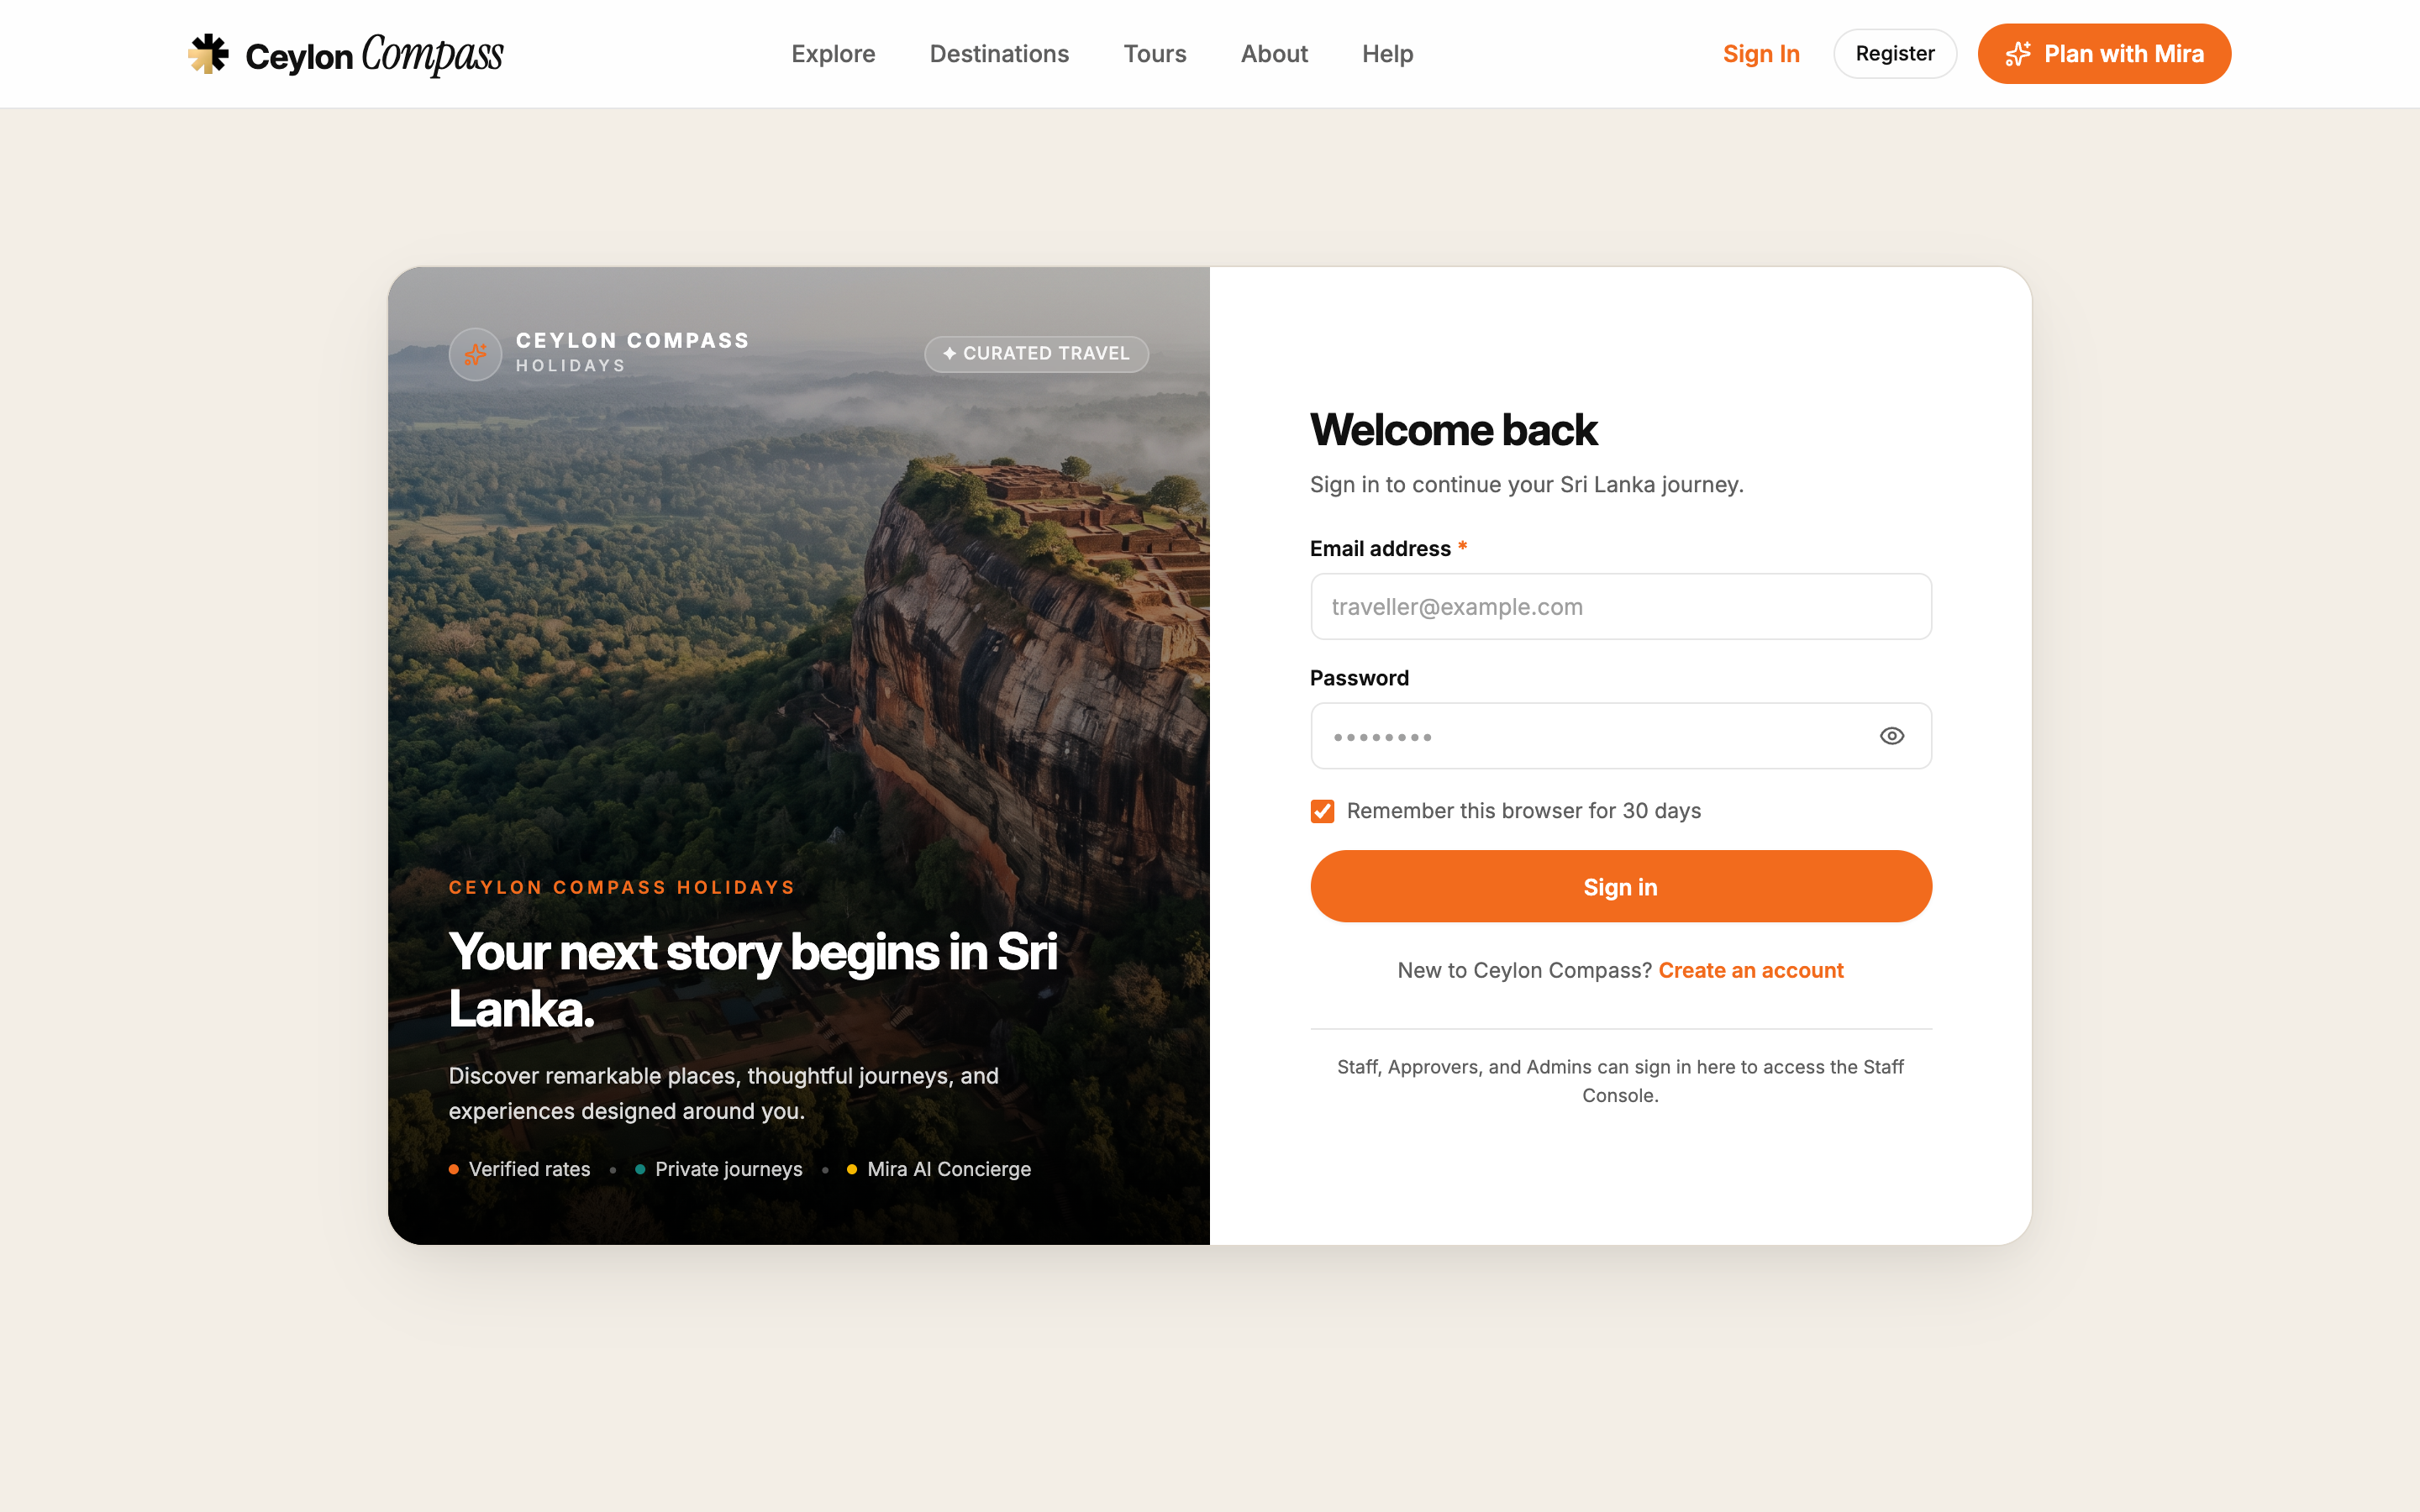 Ceylon Compass
Explore
Destinations
Tours
About
Help
Sign In
Register
Plan with Mira
CEYLON COMPASS
HOLIDAYS
✦ CURATED TRAVEL
CEYLON COMPASS HOLIDAYS
Your next story begins in Sri
Lanka.
Discover remarkable places, thoughtful journeys, and
experiences designed around you.
Verified rates • Private journeys • Mira AI Concierge
Welcome back
Sign in to continue your Sri Lanka journey.
Email address *
traveller@example.com
Password
••••••••
Remember this browser for 30 days
Sign in
New to Ceylon Compass? Create an account
Staff, Approvers, and Admins can sign in here to access the Staff
Console.